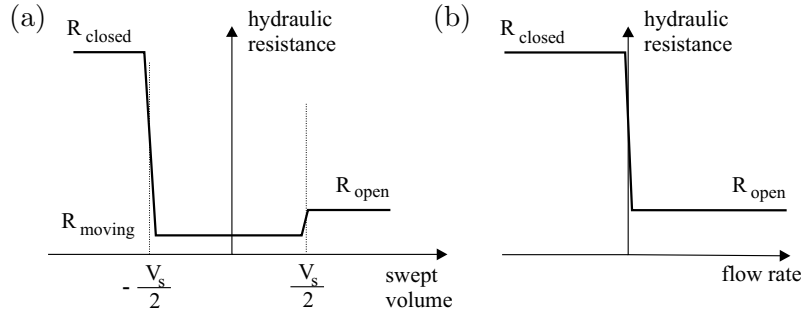 (a)
hydraulic
resistance
R closed
R moving
R open
- V_s/2
V_s/2
swept
volume
(b)
hydraulic
resistance
R closed
R open
flow rate